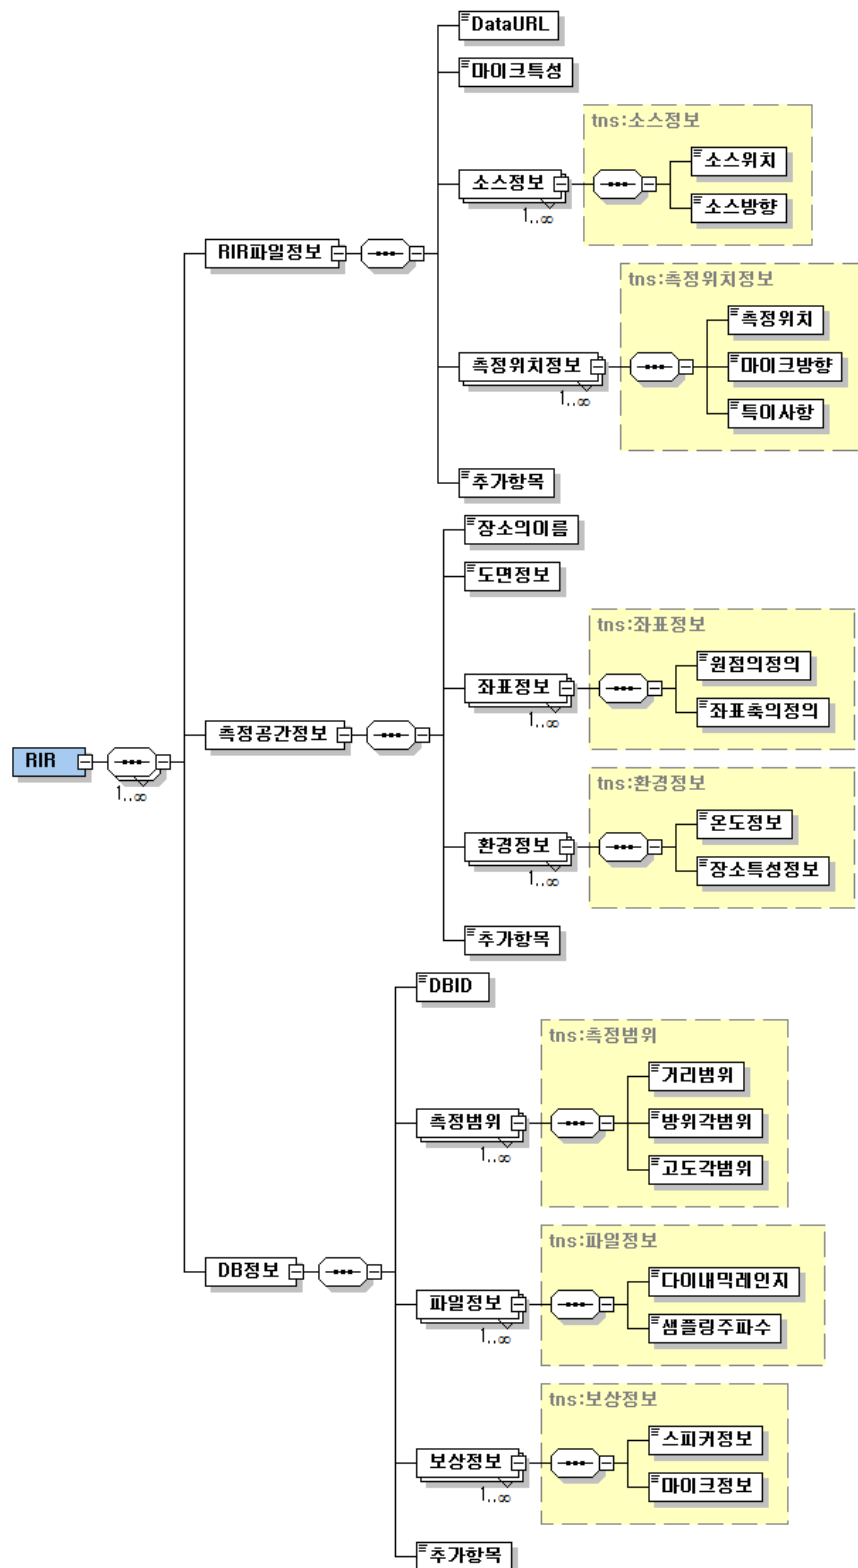 DataURL
마이크특성
tns:소스정보
소스위치
소스정보
1..∞
소스방향
RIR파일정보
tns:측정위치정보
측정위치
측정위치정보
1..∞
마이크방향
특이사항
추가항목
장소의이름
도면정보
tns:좌표정보
원점의정의
좌표정보
1..∞
좌표축의정의
측정공간정보
RIR
1..∞
tns:환경정보
온도정보
환경정보
1..∞
장소특성정보
추가항목
DBID
tns:측정범위
거리범위
측정범위
1..∞
방위각범위
고도각범위
DB정보
tns:파일정보
다이내믹레인지
파일정보
1..∞
샘플링주파수
tns:보상정보
스피커정보
보상정보
1..∞
마이크정보
추가항목